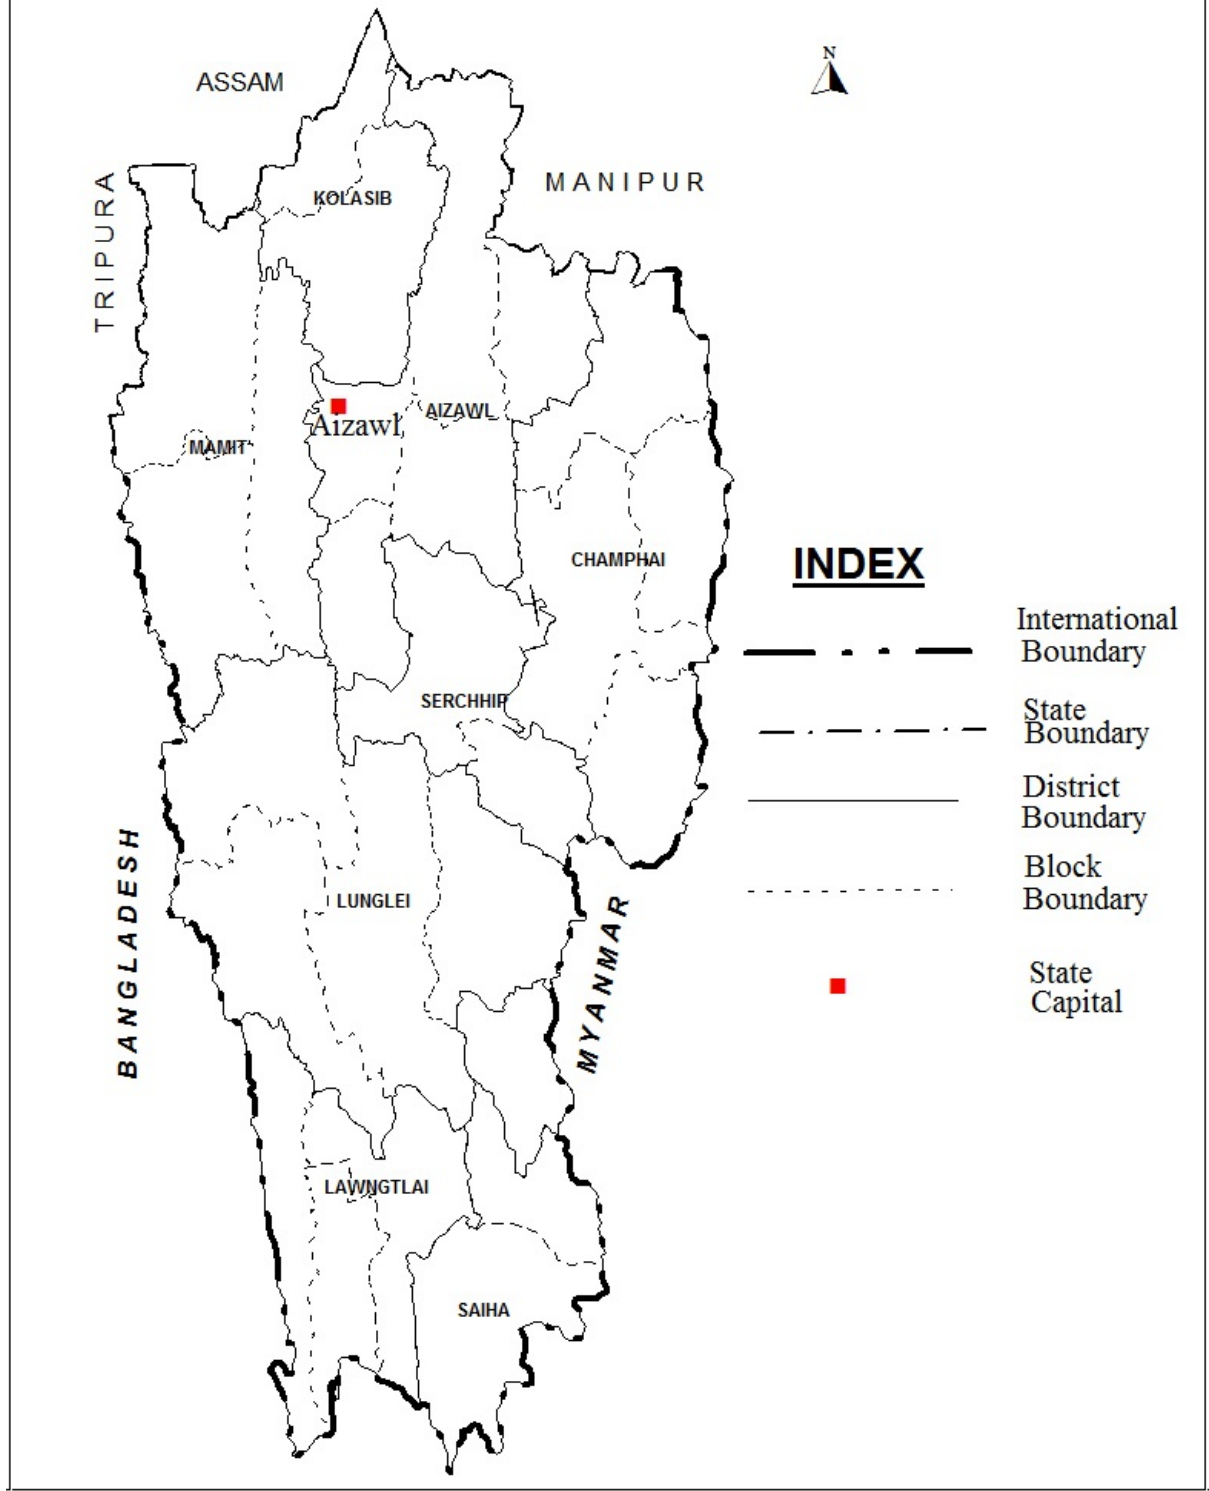 N
ASSAM
MANIPUR
TRIPURA
KOLASIB
AIZAWL
Aizawl
MAMIT
CHAMPHAI
INDEX
International
Boundary
State
Boundary
SERCHHIP
District
Boundary
Block
Boundary
LUNGLEI
BANGLADESH
MYANMAR
State
Capital
LAWNGTLAI
SAIHA